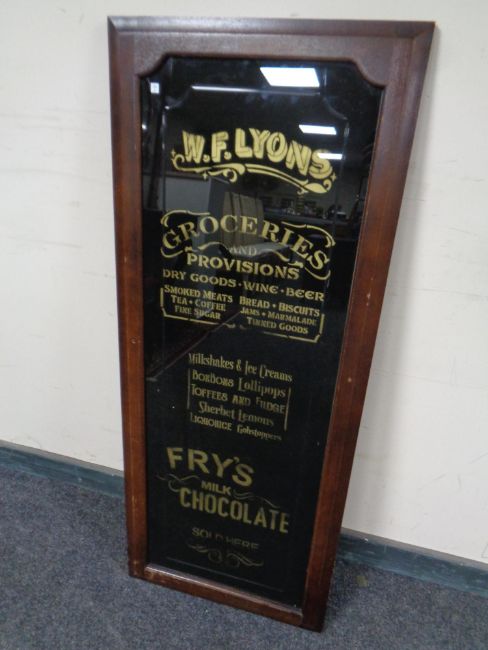 W.F. LYONS
GROCERIES
AND
PROVISIONS
DRY GOODS • WINE • BEER
SMOKED MEATS
TEA • COFFEE
FINE SUGAR
BREAD • BISCUITS
JAMS • MARMALADE
TINNED GOODS
Milkshakes & Ice Creams
BONBONS Lollipops
TOFFEES AND FUDGE
Sherbet Lemons
LIQUORICE Gobstoppers
FRY'S
MILK
CHOCOLATE
SOLD HERE